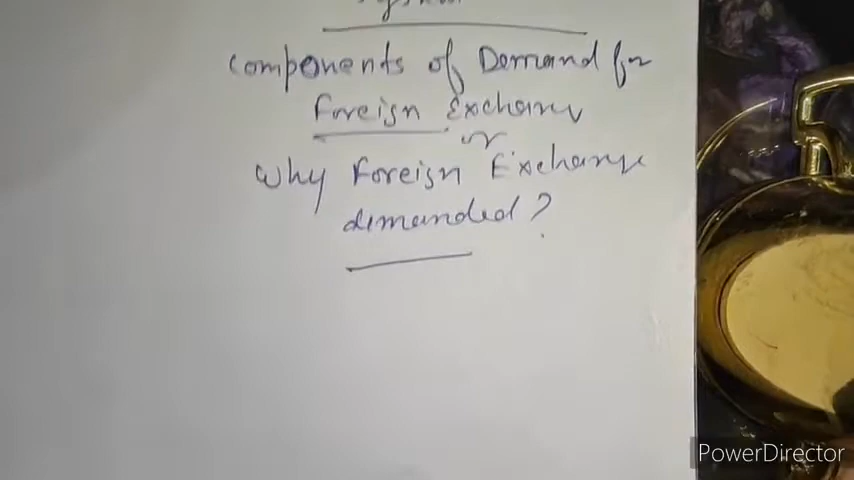 Components of Demand for
Foreign Exchange
or
Why Foreign Exchange
demanded?
PowerDirector